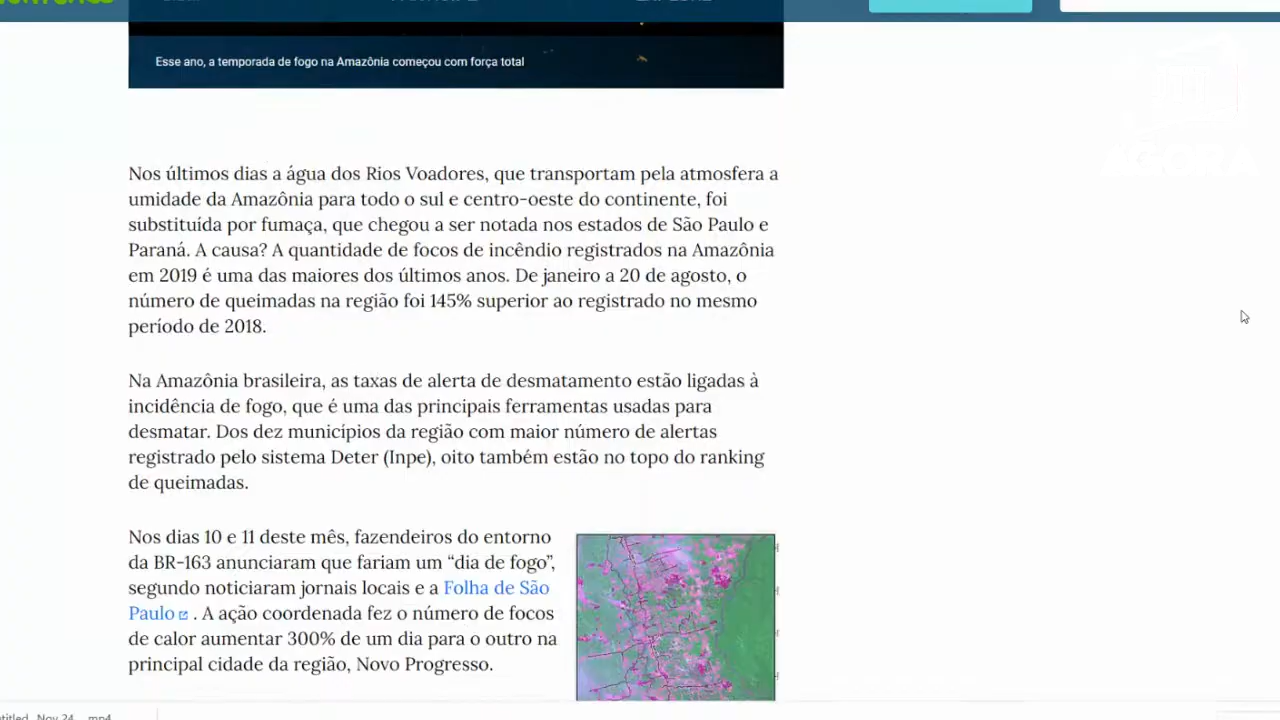 Esse ano, a temporada de fogo na Amazônia começou com força total
AGORA
Nos últimos dias a água dos Rios Voadores, que transportam pela atmosfera a
umidade da Amazônia para todo o sul e centro-oeste do continente, foi
substituída por fumaça, que chegou a ser notada nos estados de São Paulo e
Paraná. A causa? A quantidade de focos de incêndio registrados na Amazônia
em 2019 é uma das maiores dos últimos anos. De janeiro a 20 de agosto, o
número de queimadas na região foi 145% superior ao registrado no mesmo
período de 2018.
Na Amazônia brasileira, as taxas de alerta de desmatamento estão ligadas à
incidência de fogo, que é uma das principais ferramentas usadas para
desmatar. Dos dez municípios da região com maior número de alertas
registrado pelo sistema Deter (Inpe), oito também estão no topo do ranking
de queimadas.
Nos dias 10 e 11 deste mês, fazendeiros do entorno
da BR-163 anunciaram que fariam um “dia de fogo”,
segundo noticiaram jornais locais e a Folha de São
Paulo . A ação coordenada fez o número de focos
de calor aumentar 300% de um dia para o outro na
principal cidade da região, Novo Progresso.